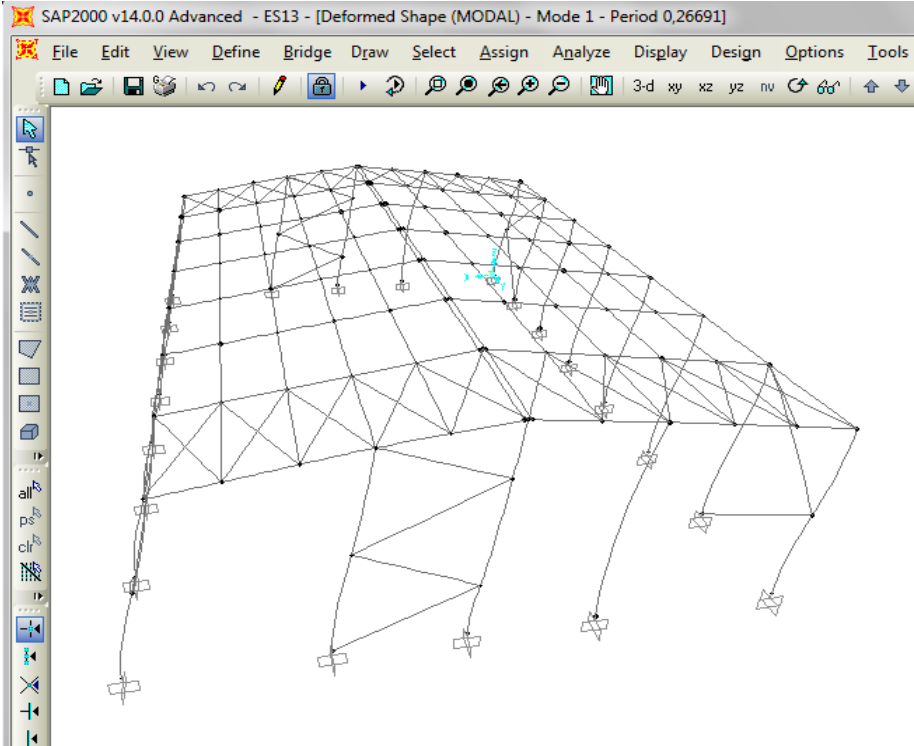 SAP2000 v14.0.0 Advanced - ES13 - [Deformed Shape (MODAL) - Mode 1 - Period 0,26691]
File Edit View Define Bridge Draw Select Assign Analyze Display Design Options Tools
3-d xy xz yz nv
all
ps
clr